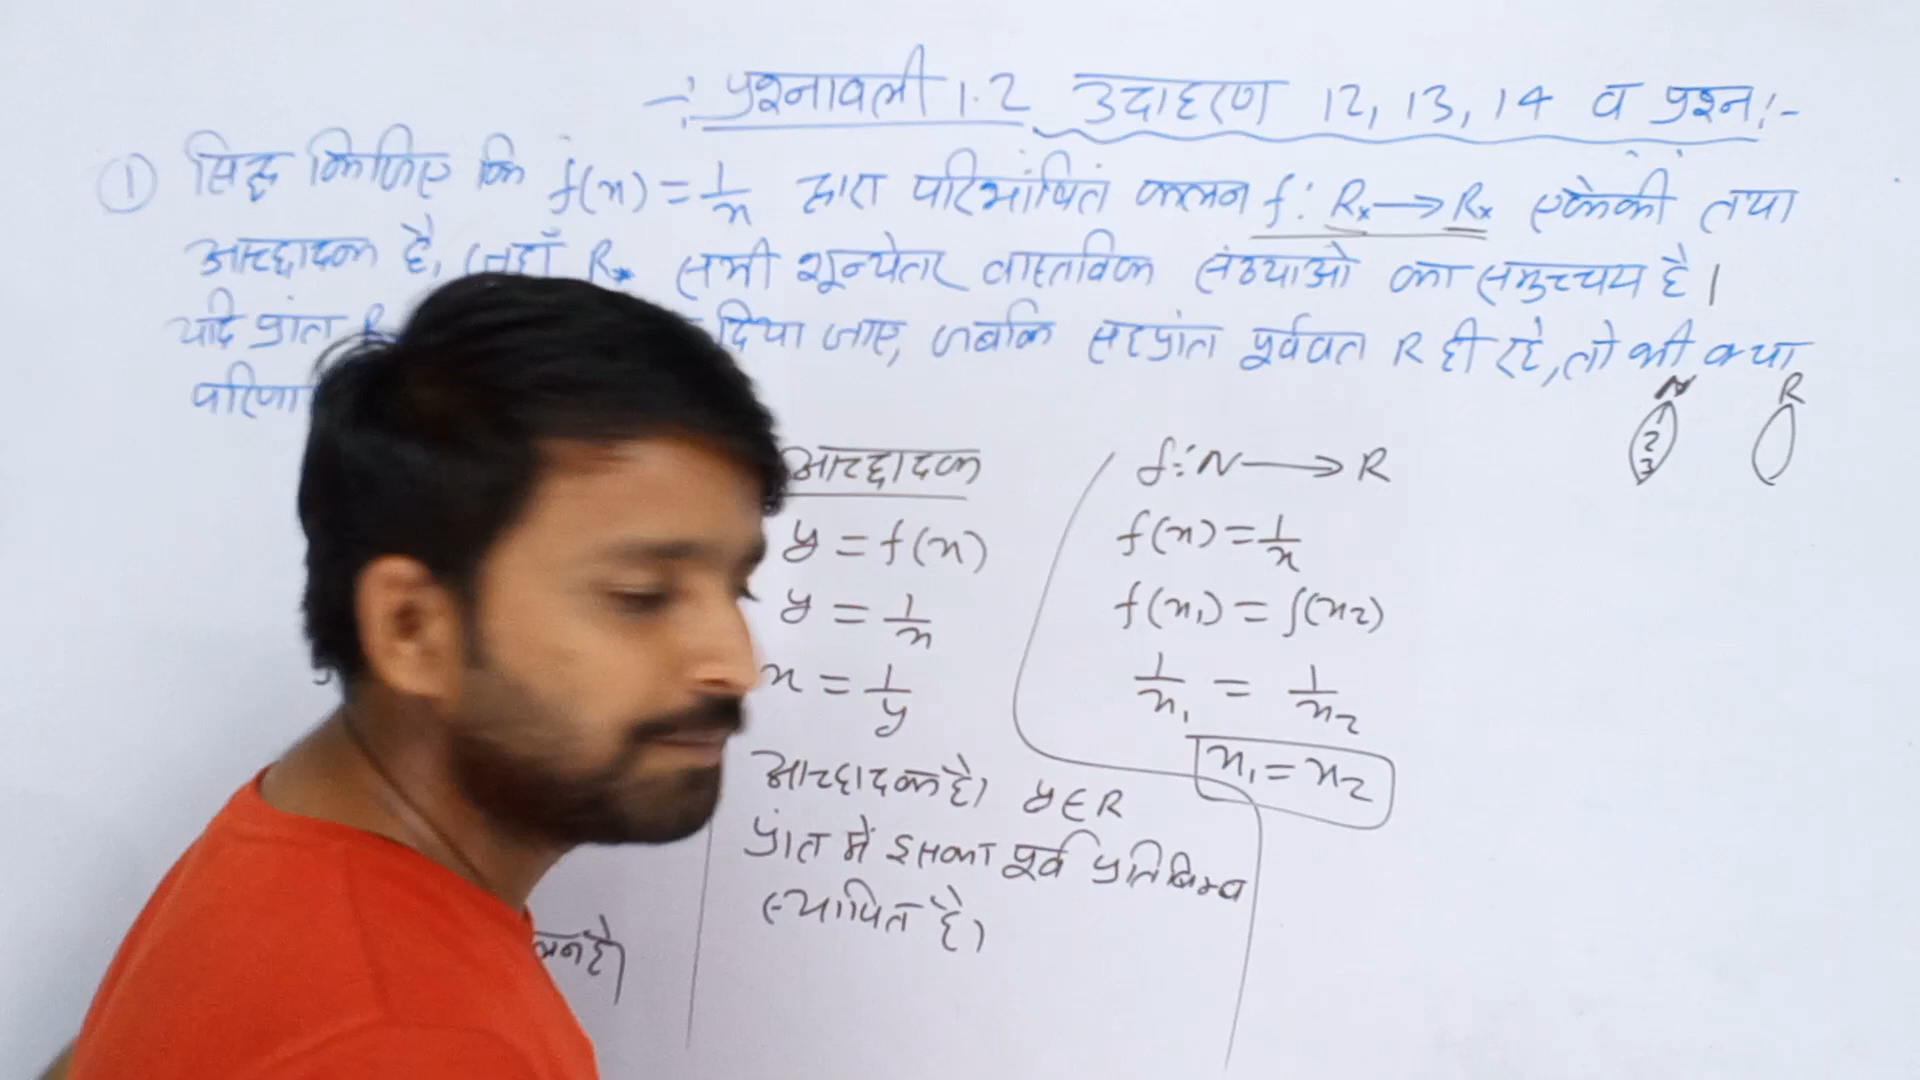 -: प्रश्नावली 1.2 उदाहरण 12, 13, 14 व प्रश्न:-
① सिद्ध किजिए कि f(x) = 1/x द्वारा परिभाषित फलन f: R* → R* एकैकी तथा
आच्छादक है, जहाँ R* सभी शून्येतर वास्तविक संख्याओ का समुच्चय है।
यदि प्रांत दिया जाए, जबकि सहप्रांत पूर्ववत R ही रहे, तो भी क्या
N R
1
2
3
आच्छादक
y = f(x)
y = 1/x
x = 1/y
आच्छादक है। y∈R
प्रांत में इसका पूर्व प्रतिबिम्ब
स्थापित है।
f: N → R
f(x) = 1/x
f(x₁) = f(x₂)
1/x₁ = 1/x₂
x₁ = x₂